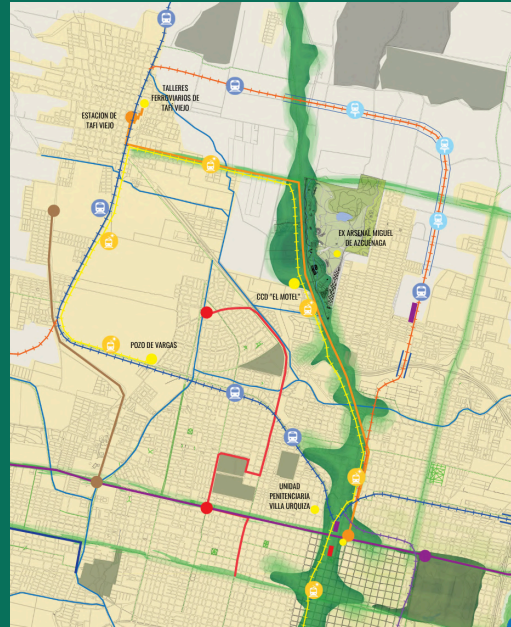 TALLERES
FERROVIARIOS DE
TAFI VIEJO
ESTACION DE
TAFI VIEJO
EX ARSENAL MIGUEL
DE AZCUÉNAGA
CCD "EL MOTEL"
POZO DE VARGAS
UNIDAD
PENITENCIARIA
VILLA URQUIZA